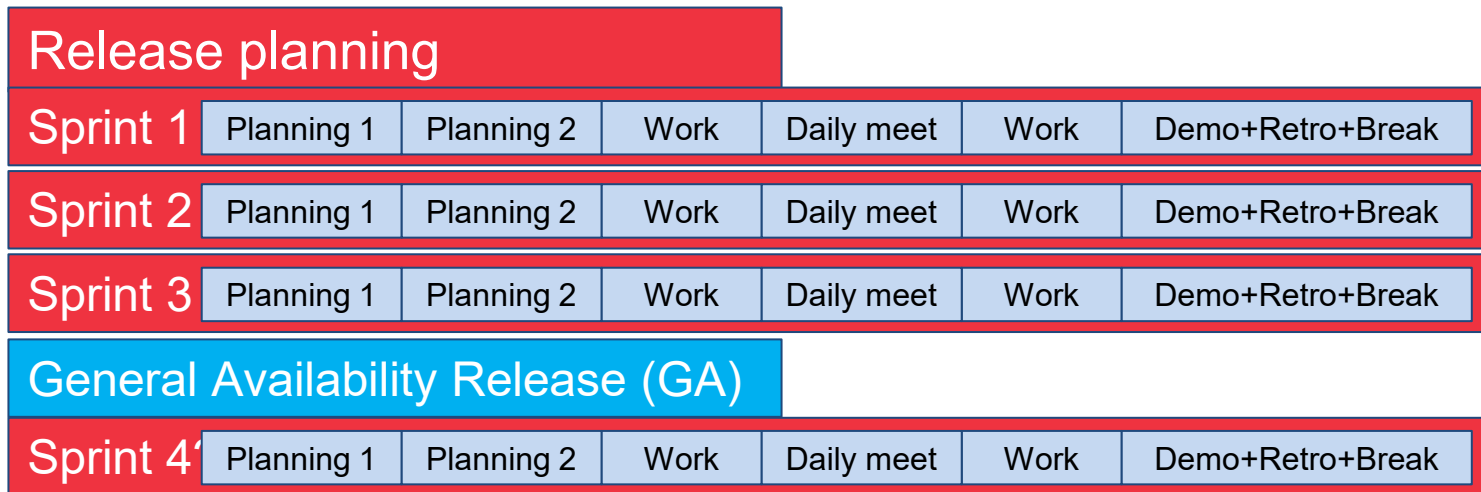 Release planning
Sprint 1 Planning 1 Planning 2 Work Daily meet Work Demo+Retro+Break
Sprint 2 Planning 1 Planning 2 Work Daily meet Work Demo+Retro+Break
Sprint 3 Planning 1 Planning 2 Work Daily meet Work Demo+Retro+Break
General Availability Release (GA)
Sprint 4 Planning 1 Planning 2 Work Daily meet Work Demo+Retro+Break